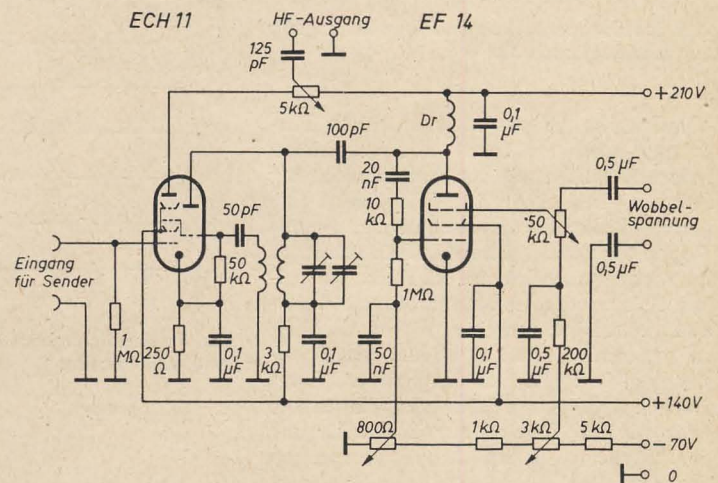 ECH 11
HF-Ausgang
EF 14
125
pF
5kΩ
+210V
Dr
0,1
µF
100pF
20
nF
10
kΩ
0,5 µF
50pF
50
kΩ
Wobbel-
spannung
0,5µF
Eingang
für Sender
50
kΩ
1MΩ
1
MΩ
250
Ω
0,1
µF
3
kΩ
0,1
µF
50
nF
0,1
µF
0,5
µF
200
kΩ
+140V
800Ω
1kΩ
3kΩ
5kΩ
-70V
0